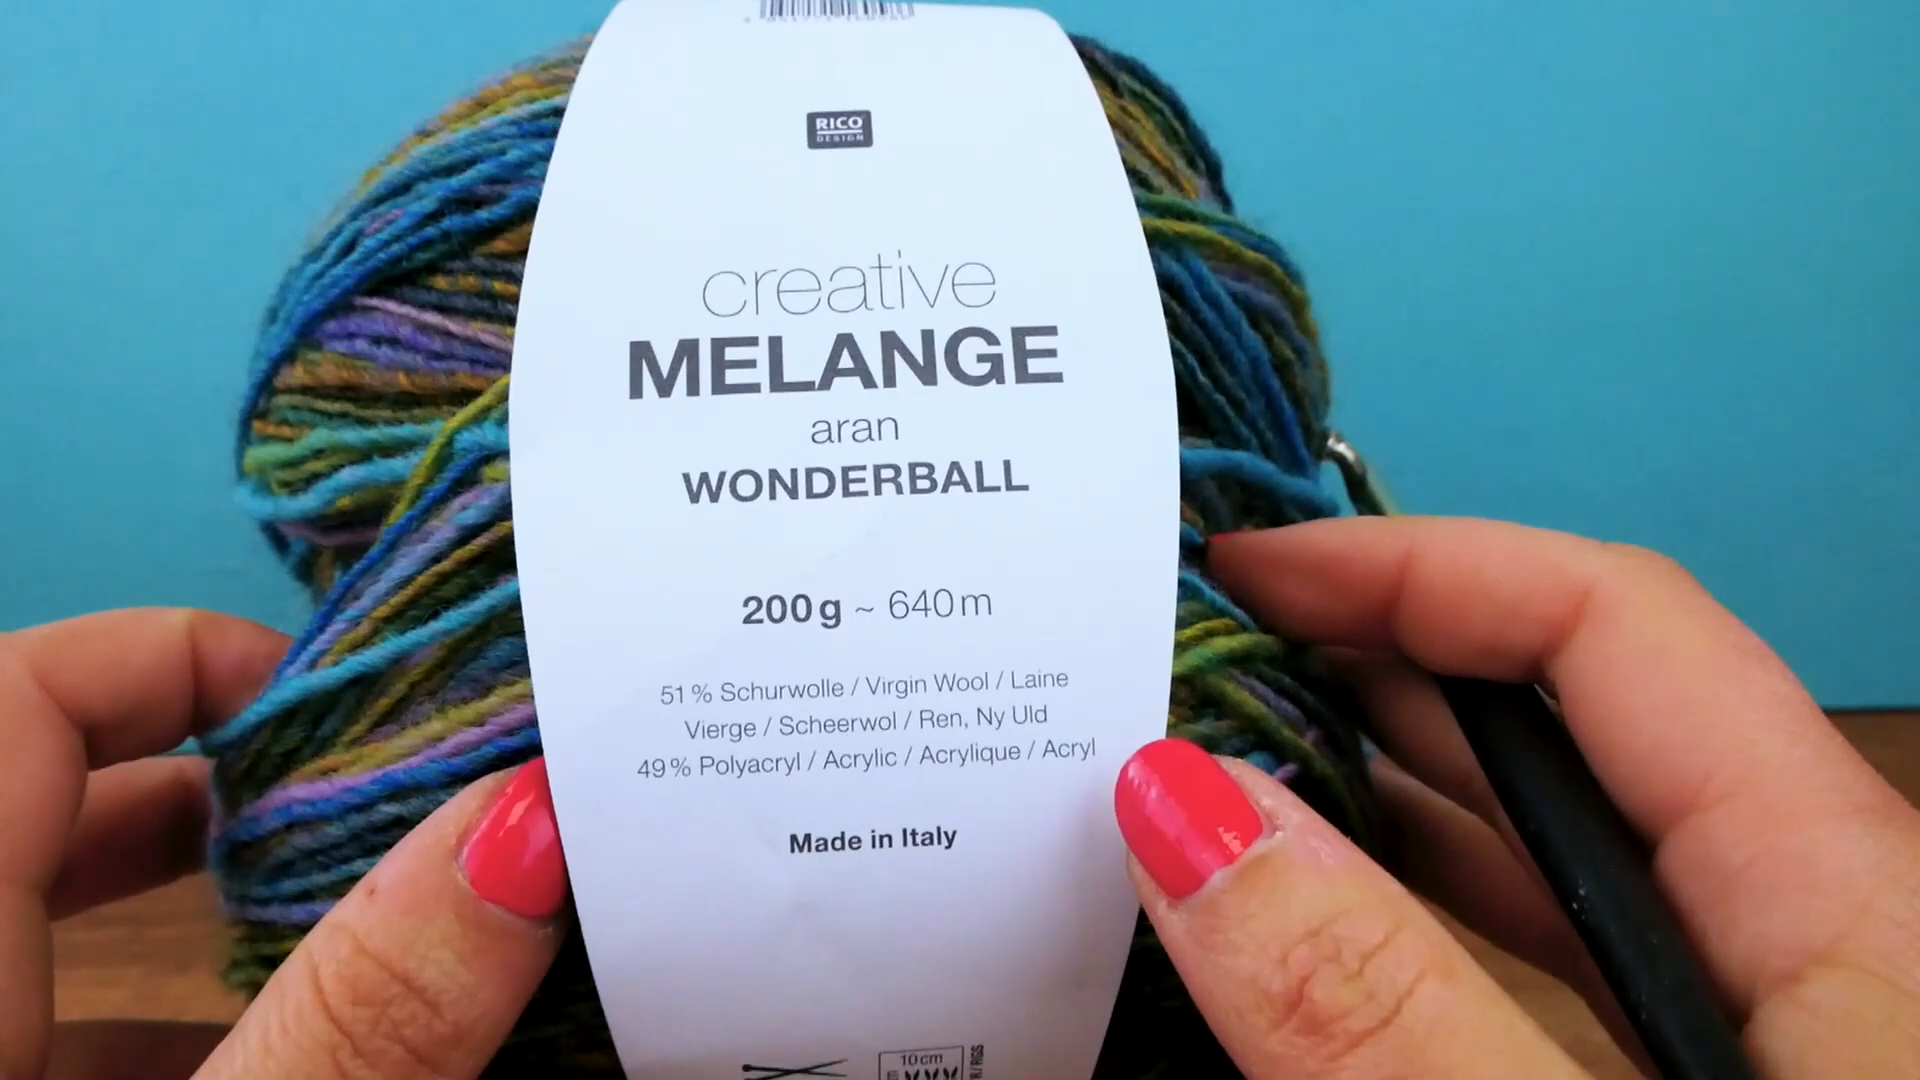 RICO
DESIGN
creative
MELANGE
aran
WONDERBALL
200g ~ 640m
51% Schurwolle / Virgin Wool / Laine
Vierge / Scheerwol / Ren, Ny Uld
49% Polyacryl / Acrylic / Acrylique / Acryl
Made in Italy
10cm